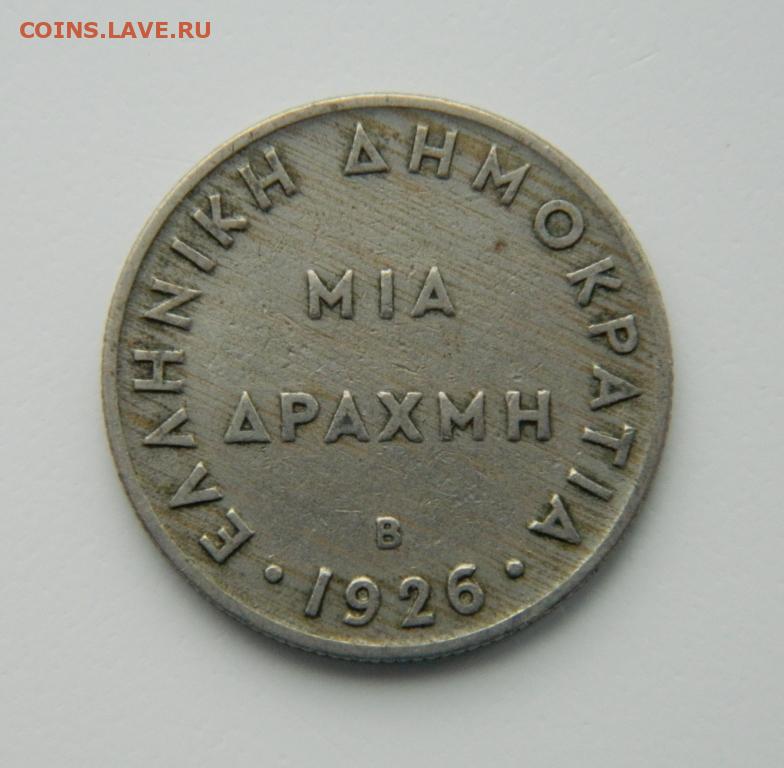 COINS.LAVE.RU
ΕΛΛΗΝΙΚΗ ΔΗΜΟΚΡΑΤΙΑ
ΜΙΑ
ΔΡΑΧΜΗ
Β
· 1926 ·